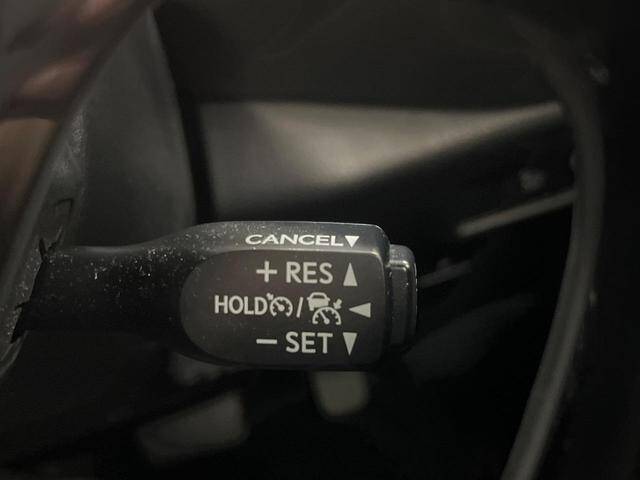 CANCEL▼
+ RES ▲
HOLD / ◀
− SET ▼